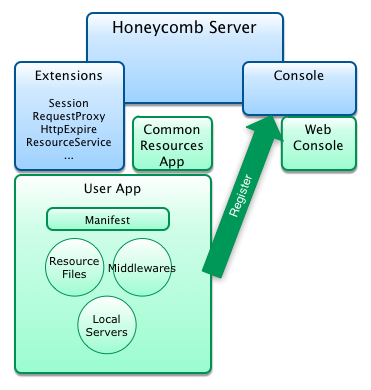 Honeycomb Server
Extensions
Session
RequestProxy
HttpExpire
ResourceService
...
Console
Common
Resources
App
Web
Console
User App
Manifest
Resource
Files
Middlewares
Local
Servers
Register